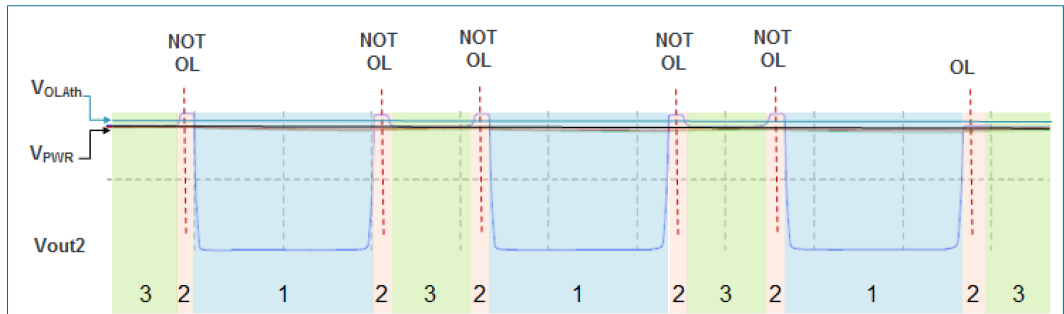 NOT NOT NOT NOT NOT
OL OL OL OL OL OL
VOLAth
VPWR
Vout2
3 2 1 2 3 2 1 2 3 2 1 2 3